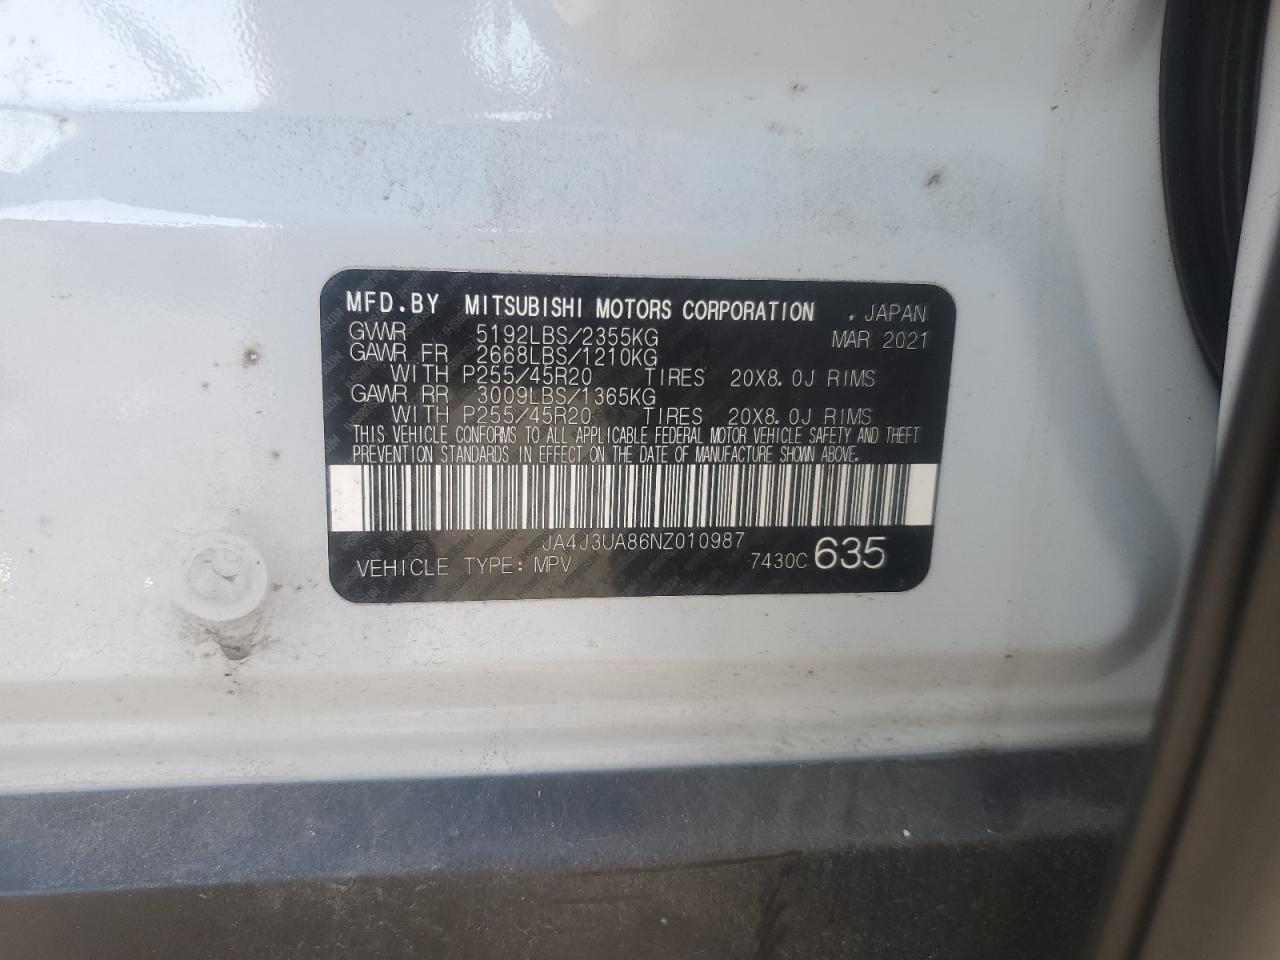 MFD.BY MITSUBISHI MOTORS CORPORATION , JAPAN
GVWR 5192LBS/2355KG MAR 2021
GAWR FR 2668LBS/1210KG
WITH P255/45R20 TIRES 20X8.0J RIMS
GAWR RR 3009LBS/1365KG
WITH P255/45R20 TIRES 20X8.0J RIMS
THIS VEHICLE CONFORMS TO ALL APPLICABLE FEDERAL MOTOR VEHICLE SAFETY AND THEFT
PREVENTION STANDARDS IN EFFECT ON THE DATE OF MANUFACTURE SHOWN ABOVE.
JA4J3UA86NZ010987
VEHICLE TYPE: MPV 7430C 635